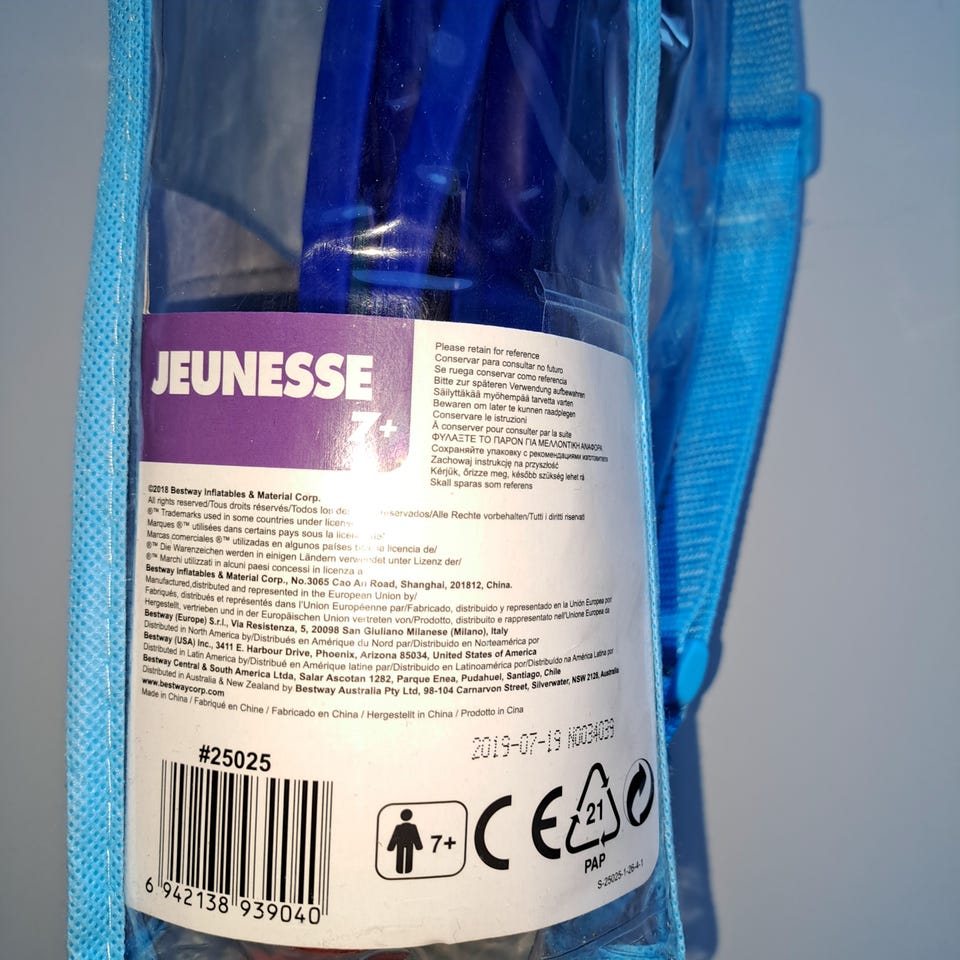 JEUNESSE
7+
Please retain for reference
Conservar para consultar no futuro
Se ruega conservar como referencia
Bitte zur späteren Verwendung aufbewahren
Säilyttäkää myöhempää tarvetta varten
Bewaren om later te kunnen raadplegen
Conservare le istruzioni
À conserver pour consulter par la suite
ΦΥΛΑΞΤΕ ΤΟ ΠΑΡΟΝ ΓΙΑ ΜΕΛΛΟΝΤΙΚΗ ΑΝΑΦΟΡΑ
Сохраняйте упаковку с рекомендациями изготовителя
Zachowaj instrukcję na przyszłość
Kérjük, őrizze meg, később szükség lehet rá
Skall sparas som referens
©2018 Bestway Inflatables & Material Corp.
All rights reserved/Tous droits réservés/Todos los reservados/Alle Rechte vorbehalten/Tutti i diritti riservati
®™ Trademarks used in some countries under
Marques ®™ utilisées dans certains pays sous la
Marcas comerciales ®™ utilizadas en algunos países licencia de/
®™ Die Warenzeichen werden in einigen Ländern verwendet unter Lizenz der/
®™ Marchi utilizzati in alcuni paesi concessi in licenza a
Bestway Inflatables & Material Corp., No.3065 Cao An Road, Shanghai, 201812, China.
Manufactured,distributed and represented in the European Union by/
Fabriqués, distribués et représentés dans l'Union Européenne par/Fabricado, distribuido y representado en la Unión Europea por
Hergestellt, vertrieben und in der Europäischen Union vertreten von/Prodotto, distribuito e rappresentato nell'Unione Europea da
Bestway (Europe) S.r.l., Via Resistenza, 5, 20098 San Giuliano Milanese (Milano), Italy
Distributed in North America by/Distribués en Amérique du Nord par/Distribuido en Norteamérica por
Bestway (USA) Inc., 3411 E. Harbour Drive, Phoenix, Arizona 85034, United States of America
Distributed in Latin America by/Distribué en Amérique latine par/Distribuido en Latinoamérica por/Distribuído na América Latina por
Bestway Central & South America Ltda, Salar Ascotan 1282, Parque Enea, Pudahuel, Santiago, Chile
Distributed in Australia & New Zealand by Bestway Australia Pty Ltd, 98-104 Carnarvon Street, Silverwater, NSW 2128, Australia
www.bestwaycorp.com
Made in China / Fabriqué en Chine / Fabricado en China / Hergestellt in China / Prodotto in Cina
2019-07-19 N0034039
#25025
6 942138 939040
7+
CE
21
PAP
S-25025-1-26-4-1